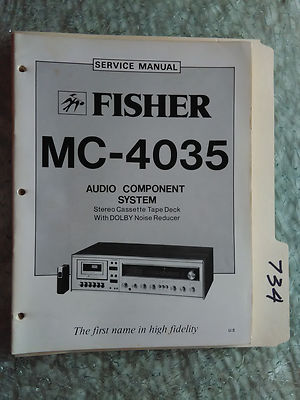 SERVICE MANUAL
FISHER
MC-4035
AUDIO COMPONENT
SYSTEM
Stereo Cassette Tape Deck
With DOLBY Noise Reducer
The first name in high fidelity
734